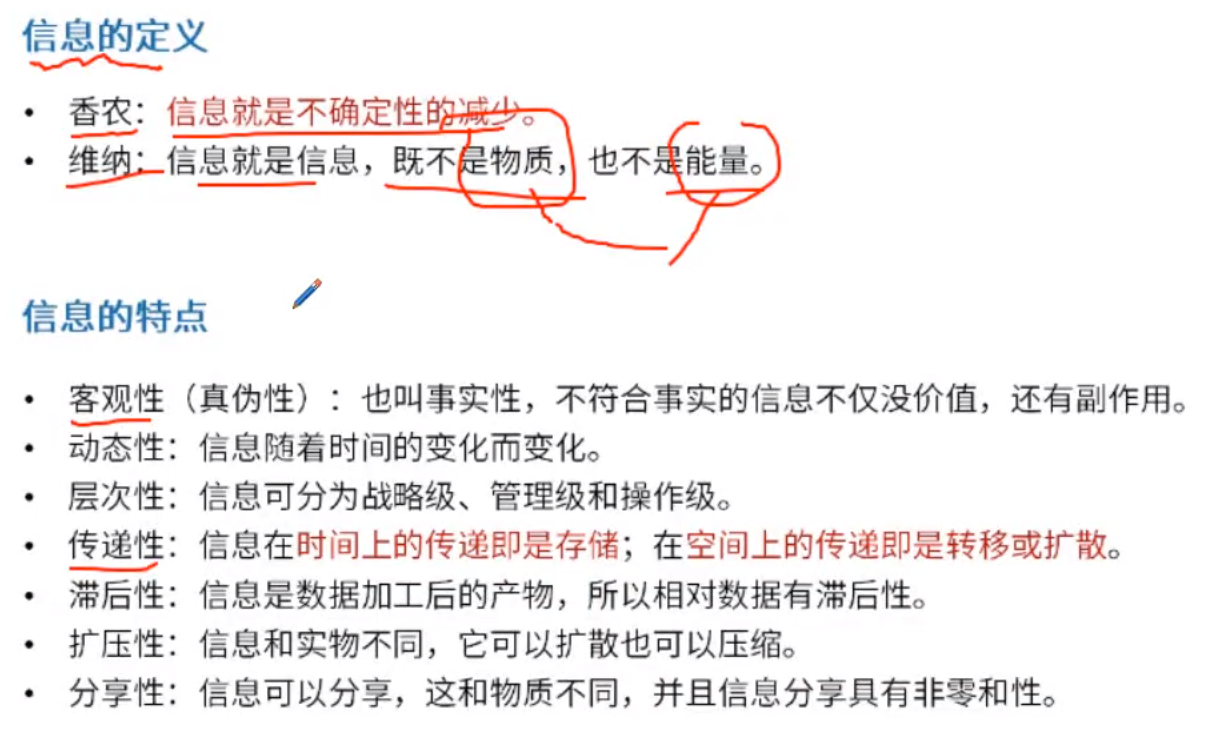 信息的定义
• 香农：信息就是不确定性的减少。
• 维纳：信息就是信息，既不是物质，也不是能量。
信息的特点
• 客观性（真伪性）：也叫事实性，不符合事实的信息不仅没价值，还有副作用。
• 动态性：信息随着时间的变化而变化。
• 层次性：信息可分为战略级、管理级和操作级。
• 传递性：信息在时间上的传递即是存储；在空间上的传递即是转移或扩散。
• 滞后性：信息是数据加工后的产物，所以相对数据有滞后性。
• 扩压性：信息和实物不同，它可以扩散也可以压缩。
• 分享性：信息可以分享，这和物质不同，并且信息分享具有非零和性。